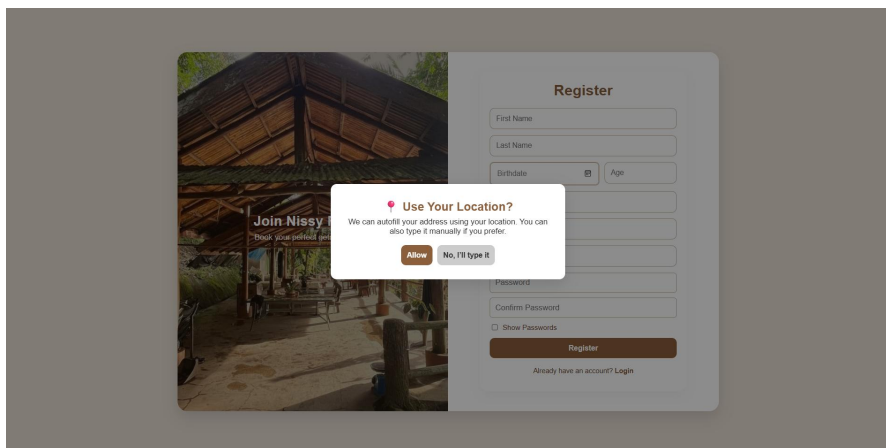 Register
First Name
Last Name
Birthdate
Age
📍 Use Your Location?
We can autofill your address using your location. You can
also type it manually if you prefer.
Allow
No, I'll type it
Join Nissy
Book your perfect
Password
Confirm Password
Show Passwords
Register
Already have an account? Login